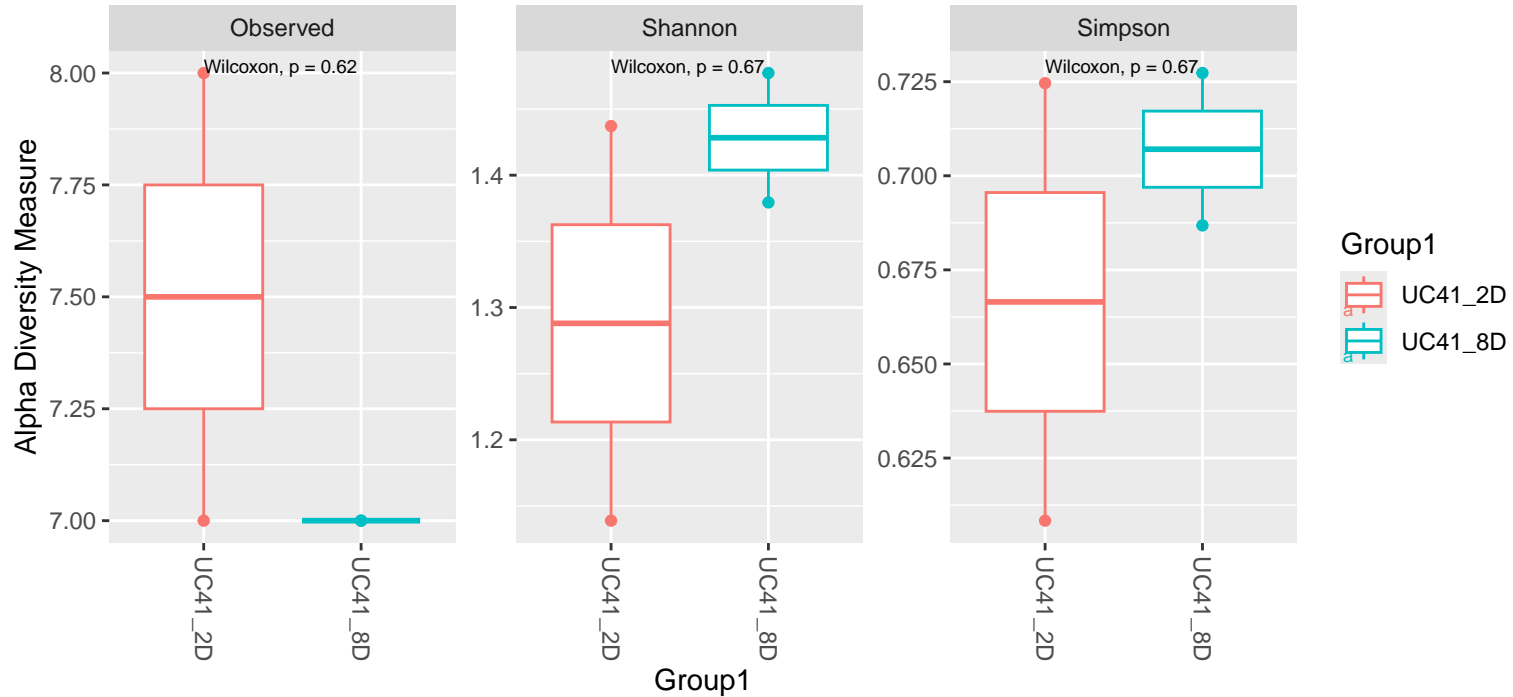 Observed
Shannon
Simpson
Wilcoxon, p = 0.62
Wilcoxon, p = 0.67
Wilcoxon, p = 0.67
Alpha Diversity Measure
8.00
7.75
7.50
7.25
7.00
1.4
1.3
1.2
0.725
0.700
0.675
0.650
0.625
UC41_2D
UC41_8D
UC41_2D
UC41_8D
UC41_2D
UC41_8D
Group1
Group1
a UC41_2D
a UC41_8D